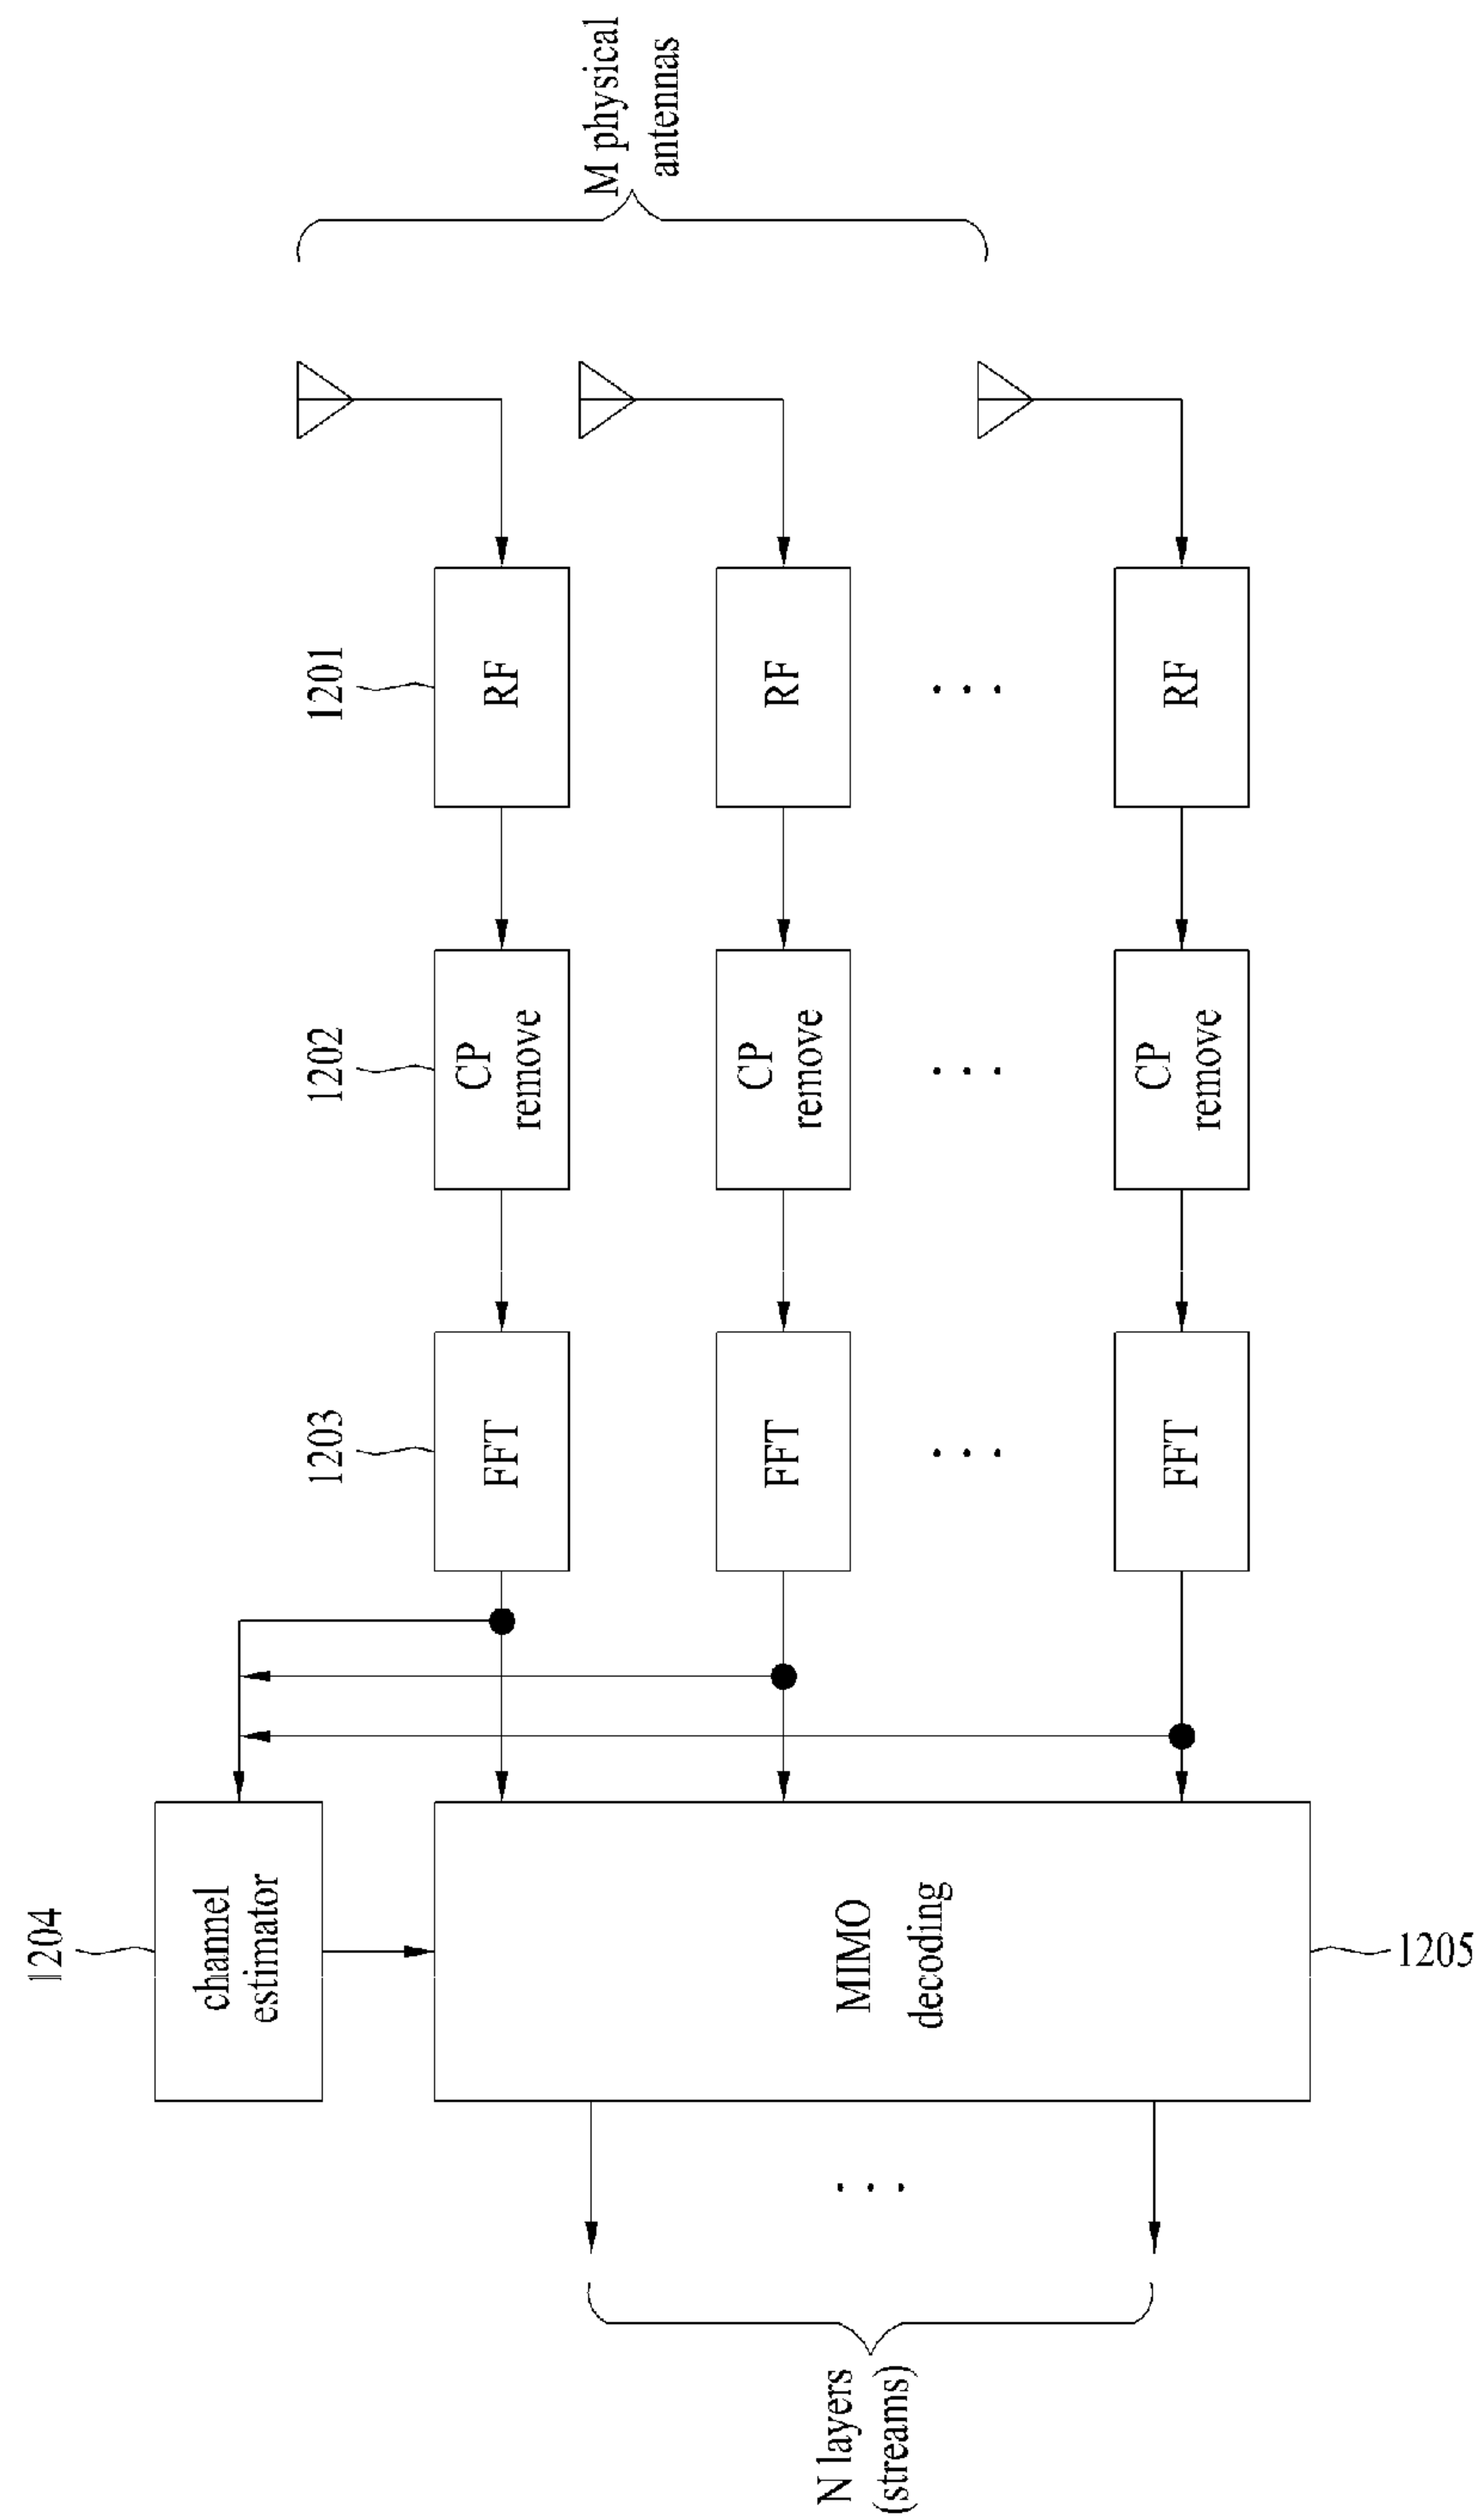 M physical
antennas
1201
RF
RF
. . .
RF
1202
CP
remove
CP
remove
. . .
CP
remove
1203
FFT
FFT
. . .
FFT
1204
channel
estimator
MIMO
decoding
1205
. . .
N layers
(streams)